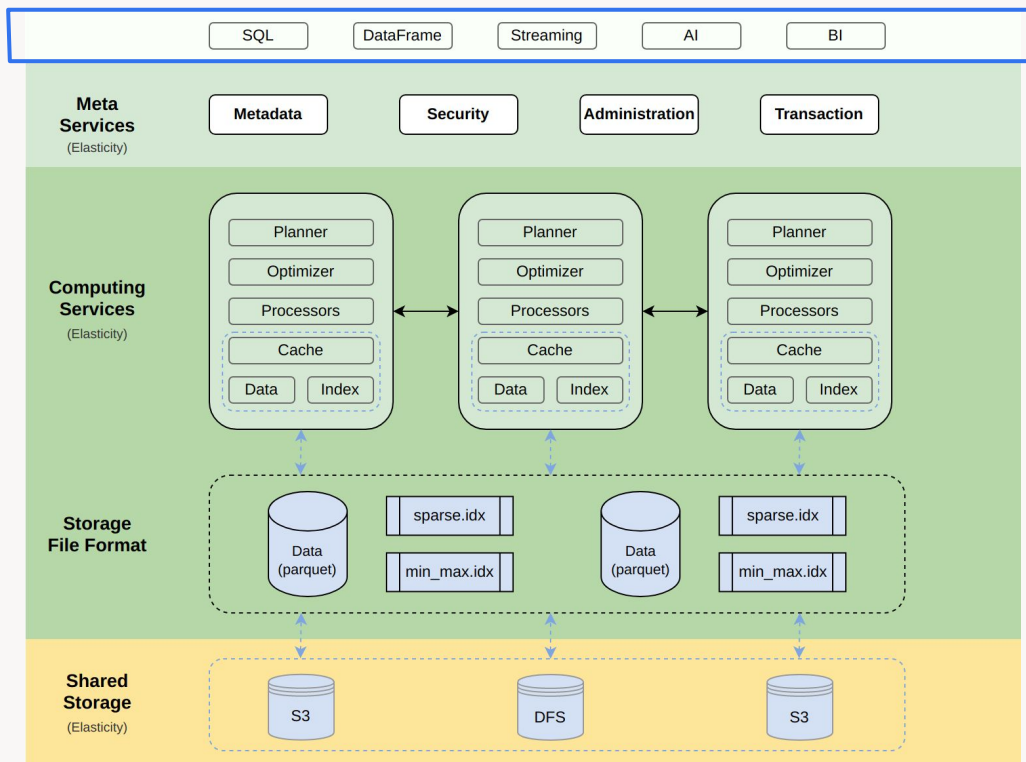 SQL DataFrame Streaming AI BI
Meta
Services
(Elasticity)
Metadata Security Administration Transaction
Computing
Services
(Elasticity)
Planner
Optimizer
Processors
Cache
Data Index
Planner
Optimizer
Processors
Cache
Data Index
Planner
Optimizer
Processors
Cache
Data Index
Storage
File Format
Data
(parquet)
sparse.idx
min_max.idx
Data
(parquet)
sparse.idx
min_max.idx
Shared
Storage
(Elasticity)
S3 DFS S3